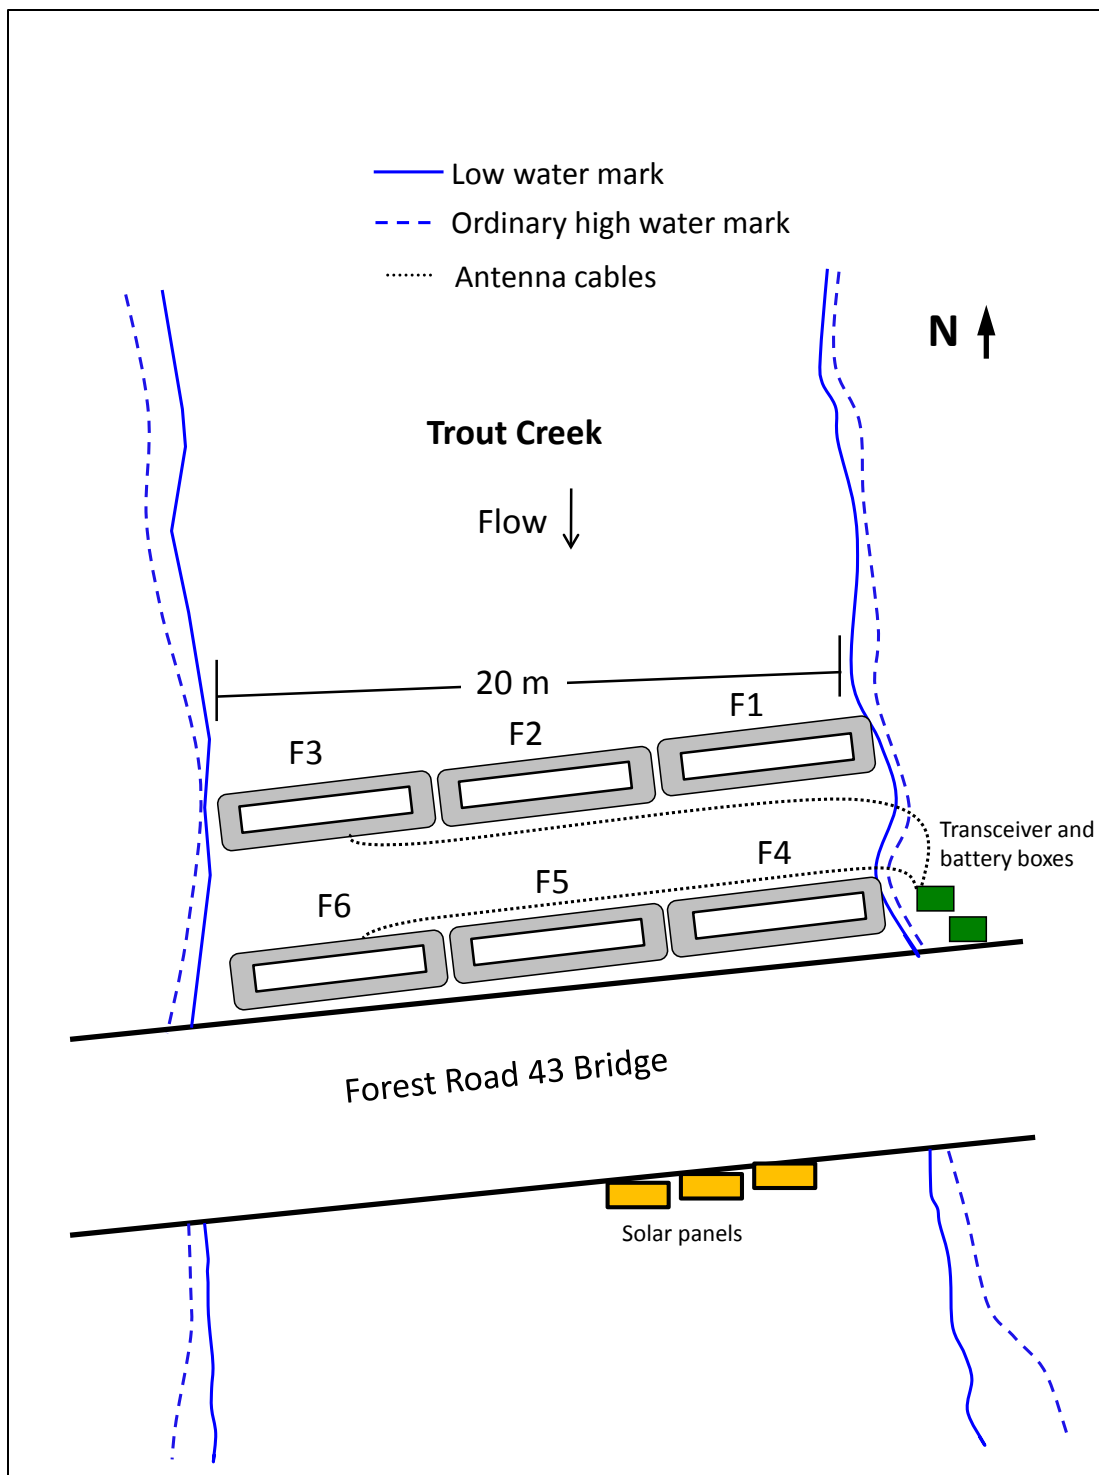 Low water mark
Ordinary high water mark
Antenna cables
N
Trout Creek
Flow
20 m
F1
F2
F3
Transceiver and
battery boxes
F4
F5
F6
Forest Road 43 Bridge
Solar panels